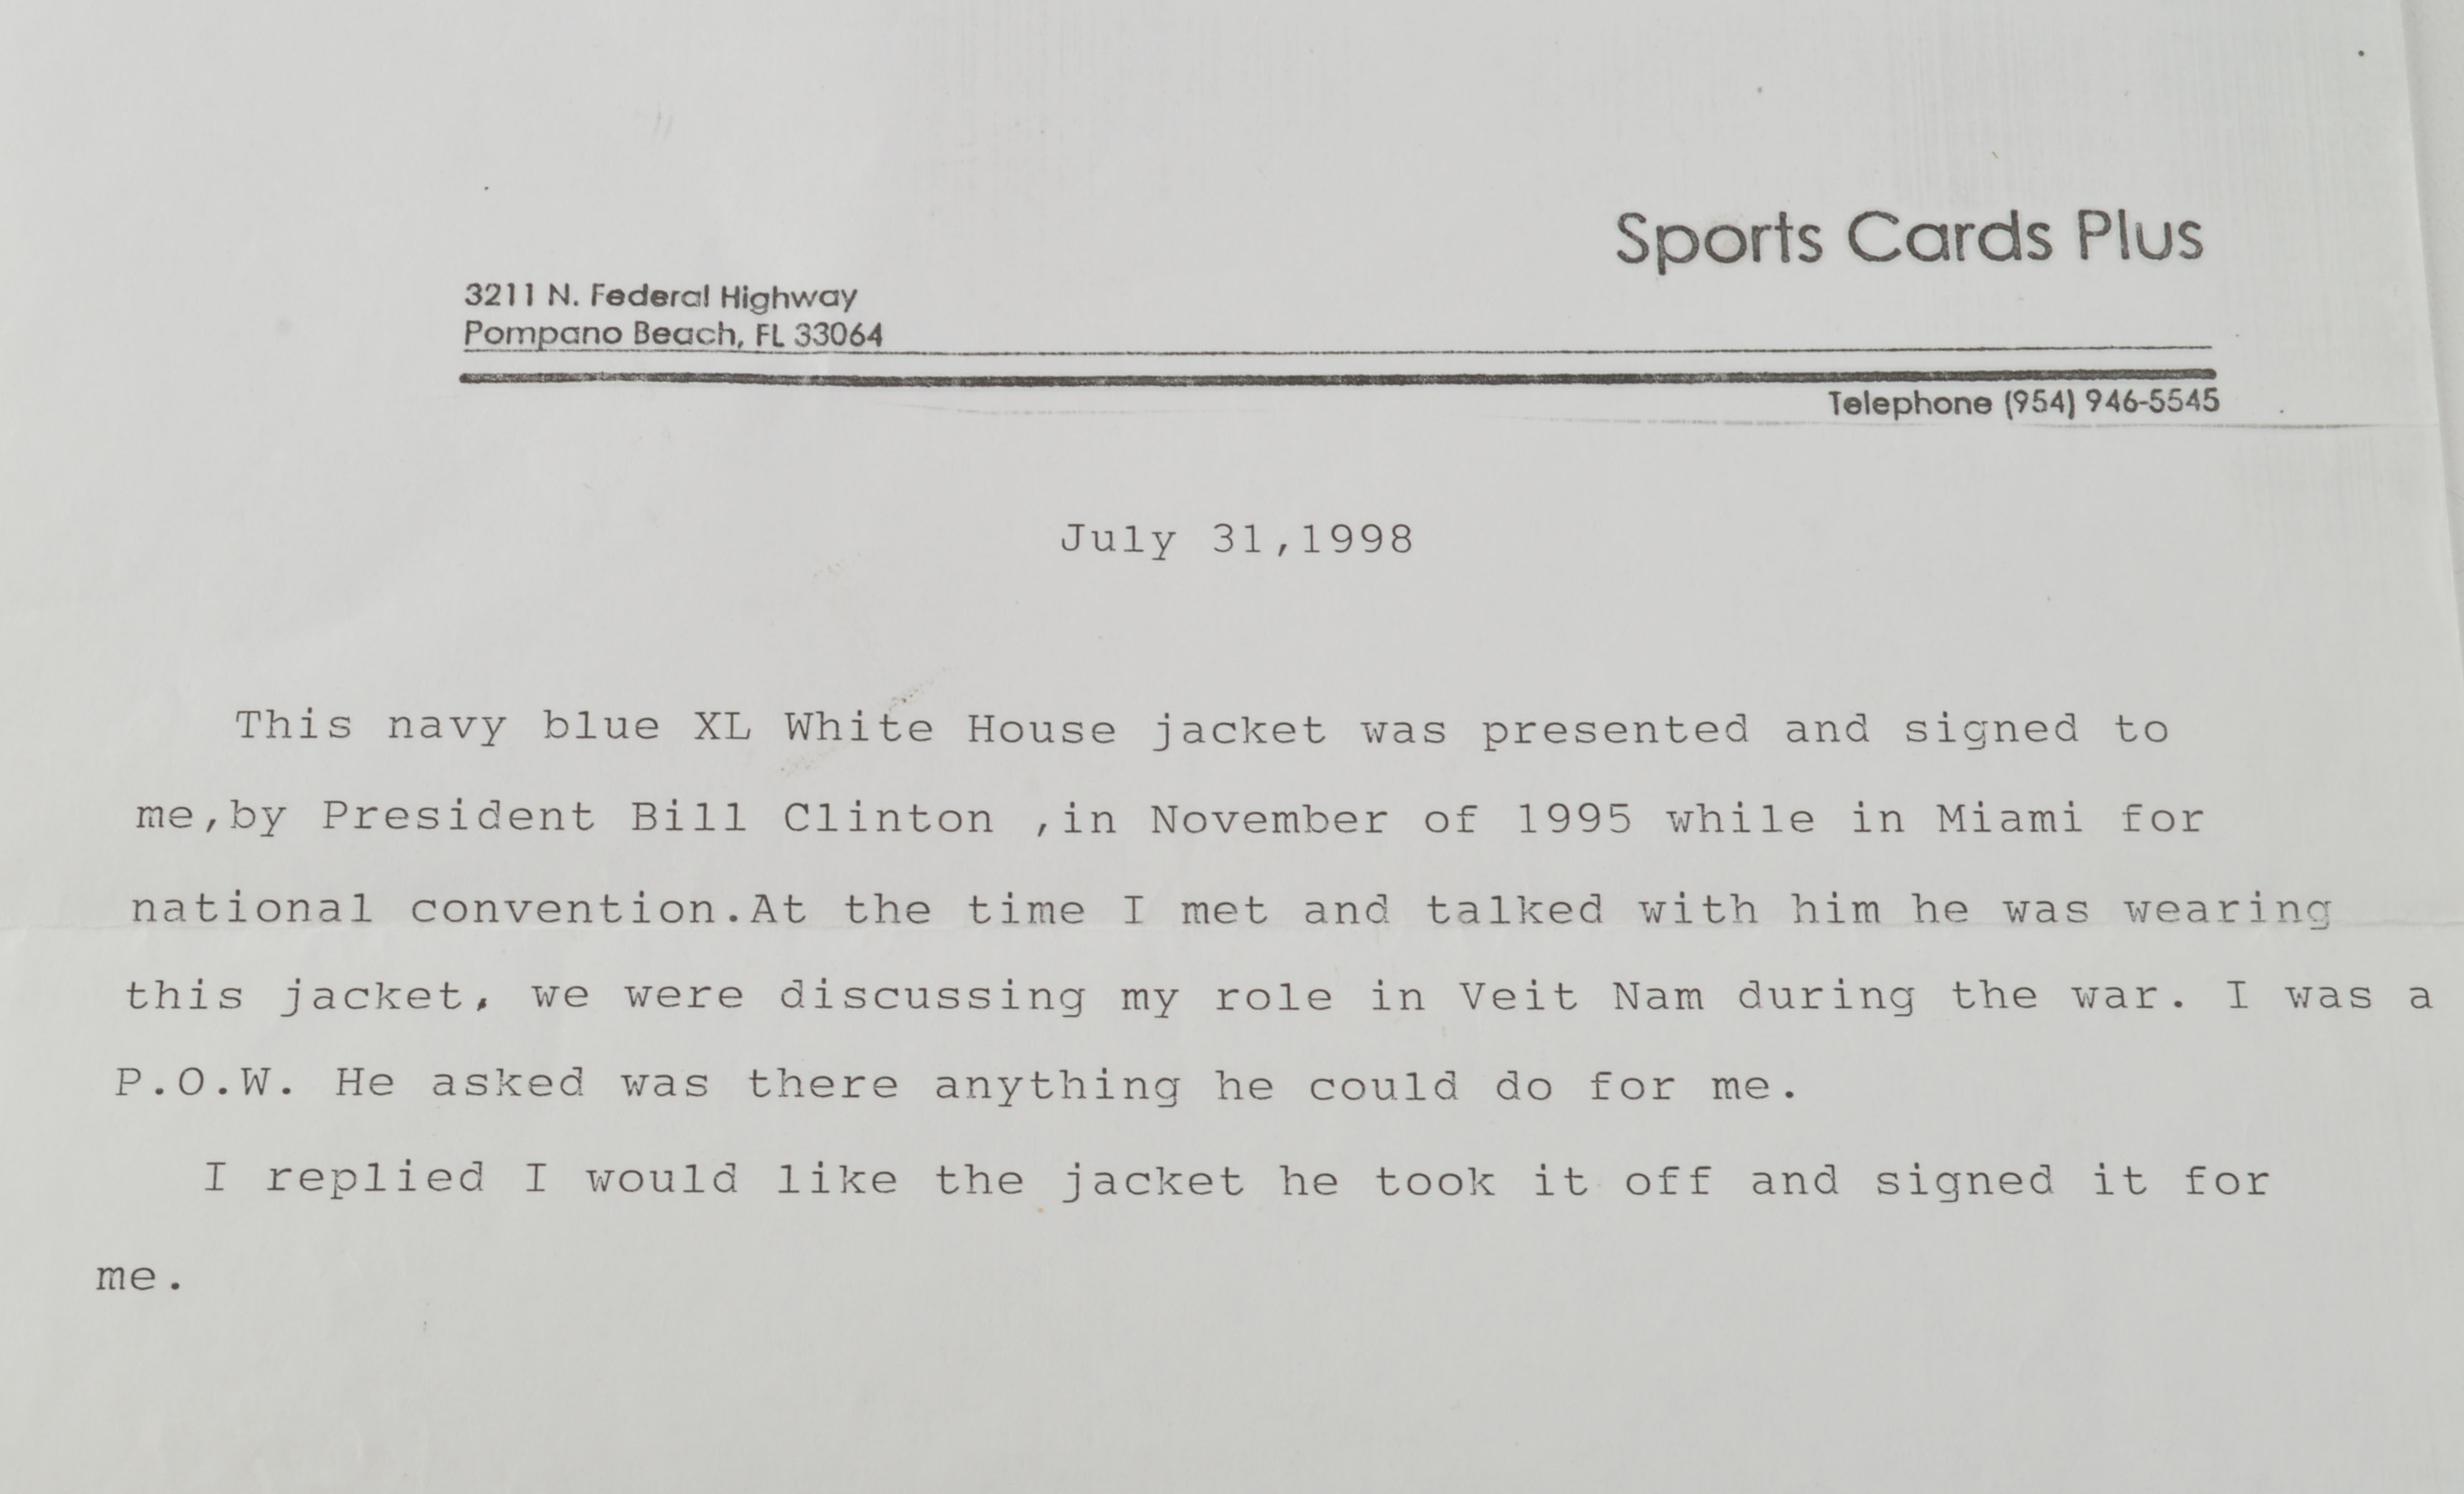 Sports Cards Plus
3211 N. Federal Highway
Pompano Beach, FL 33064
Telephone (954) 946-5545
July 31,1998
This navy blue XL White House jacket was presented and signed to
me,by President Bill Clinton ,in November of 1995 while in Miami for
national convention.At the time I met and talked with him he was wearing
this jacket, we were discussing my role in Veit Nam during the war. I was a
P.O.W. He asked was there anything he could do for me.
I replied I would like the jacket he took it off and signed it for
me.